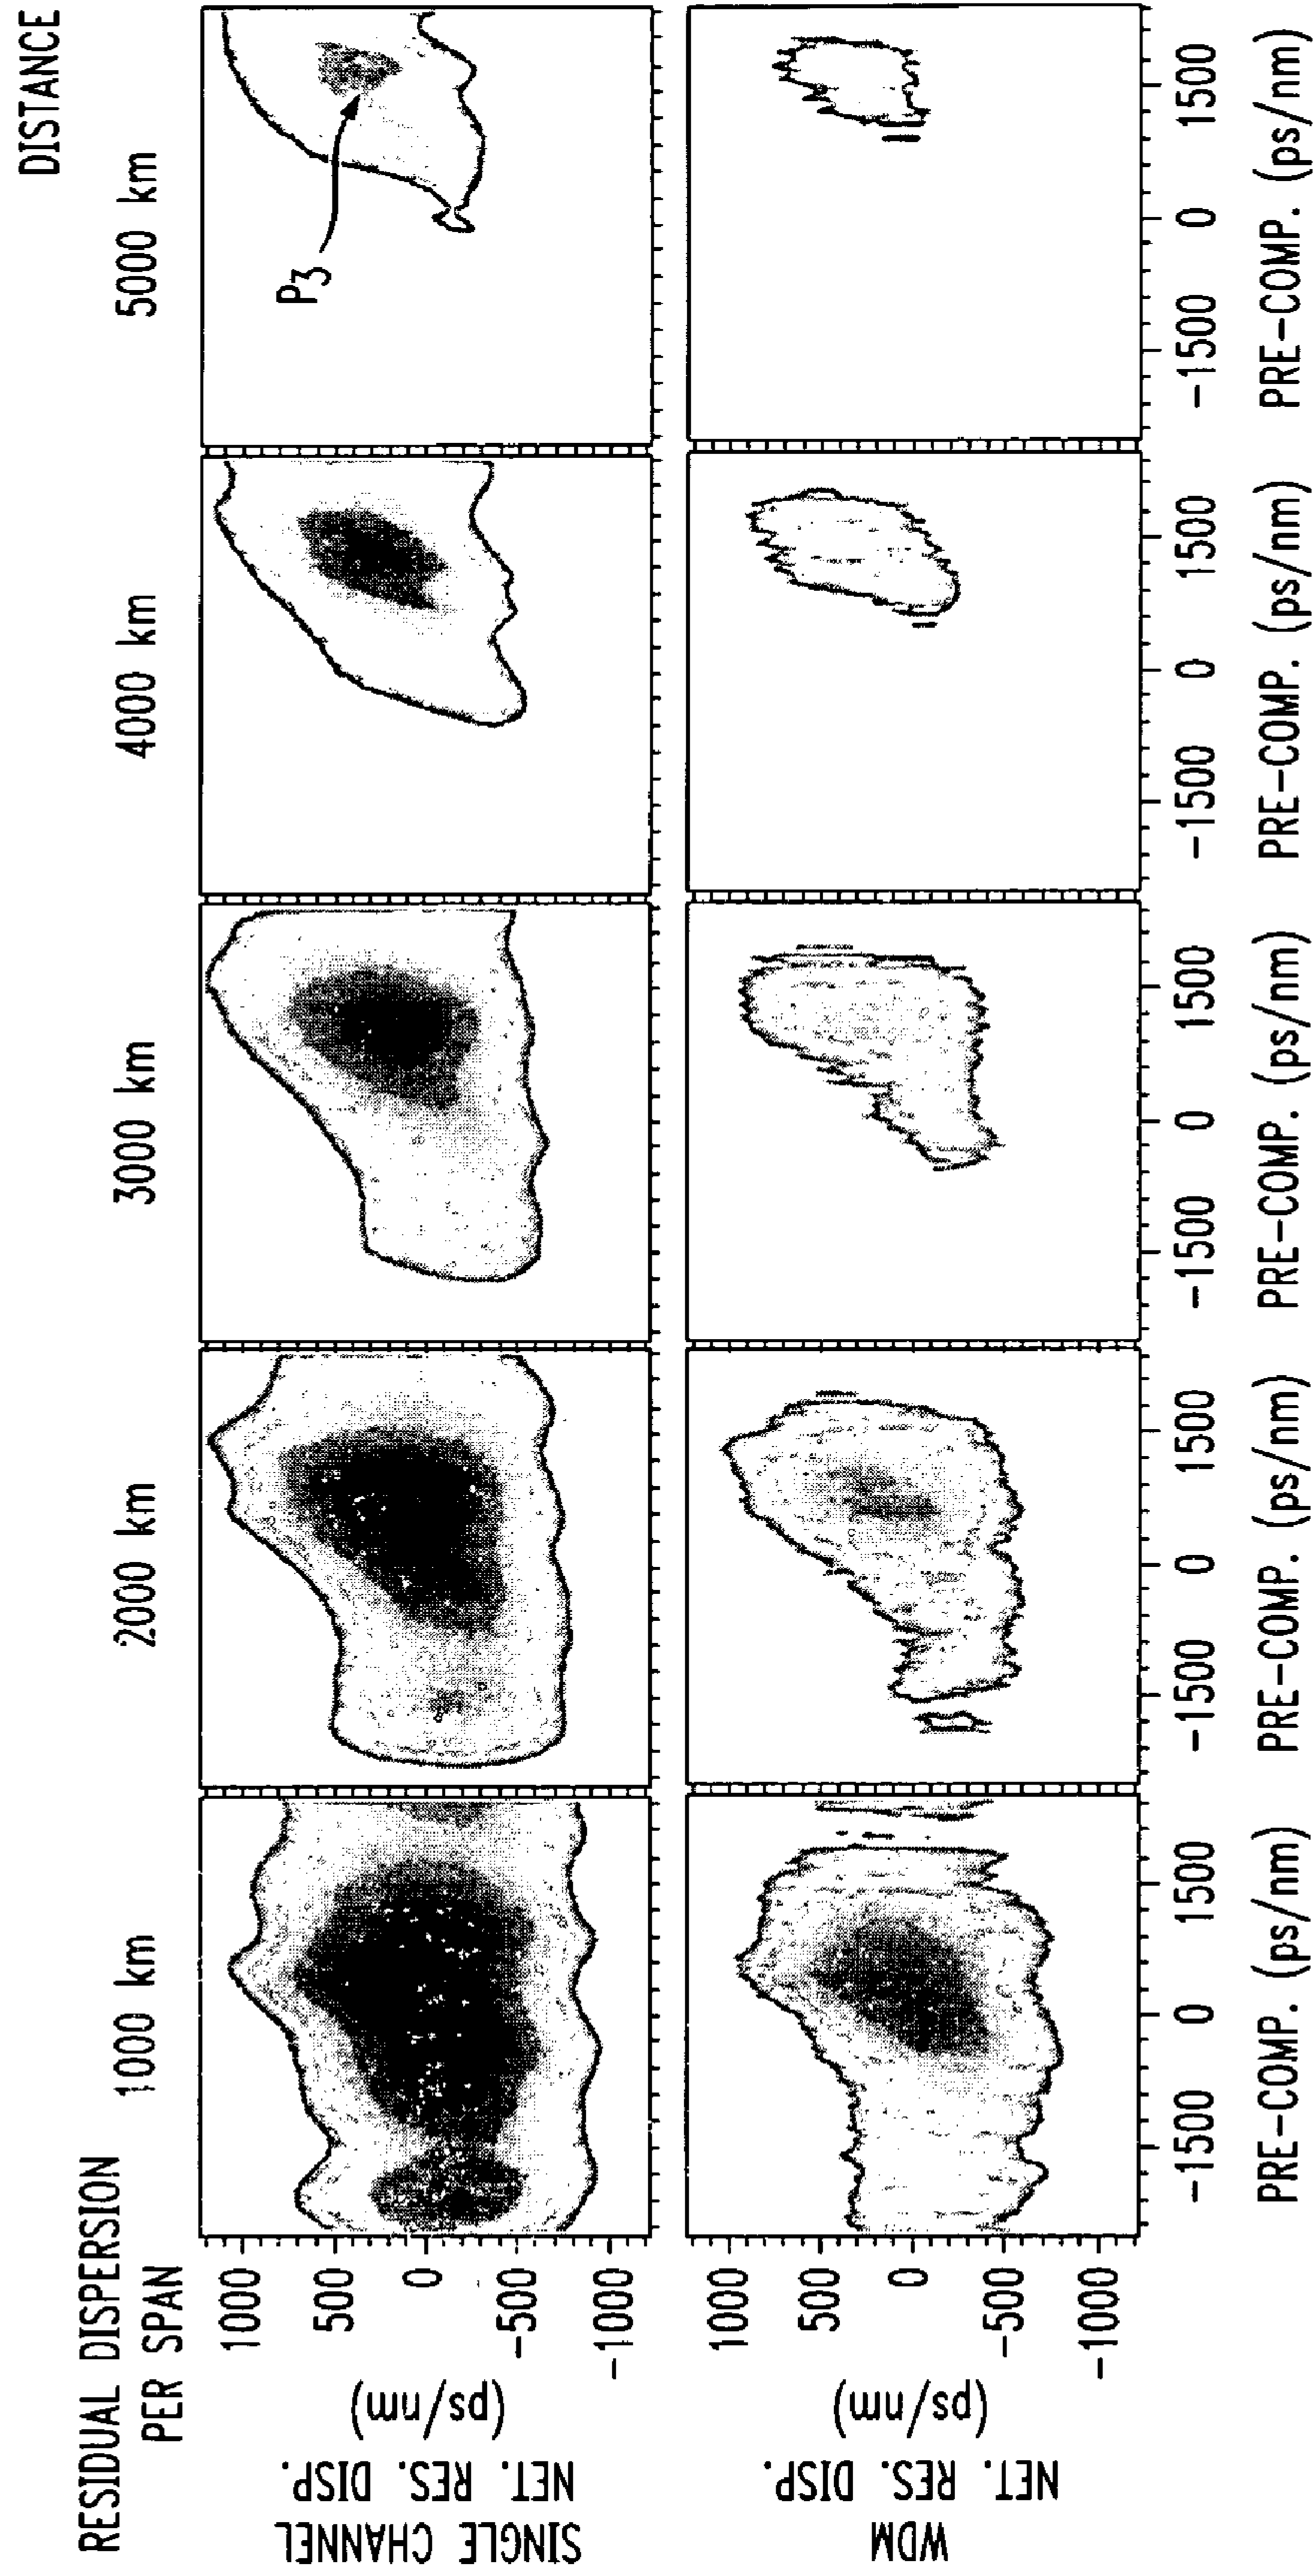 DISTANCE
RESIDUAL DISPERSION
PER SPAN
1000 km
2000 km
3000 km
4000 km
5000 km
SINGLE CHANNEL
NET. RES. DISP.
(ps/nm)
1000
500
0
-500
-1000
P3
WDM
NET. RES. DISP.
(ps/nm)
1000
500
0
-500
-1000
-1500 0 1500
-1500 0 1500
-1500 0 1500
-1500 0 1500
-1500 0 1500
PRE-COMP. (ps/nm)
PRE-COMP. (ps/nm)
PRE-COMP. (ps/nm)
PRE-COMP. (ps/nm)
PRE-COMP. (ps/nm)